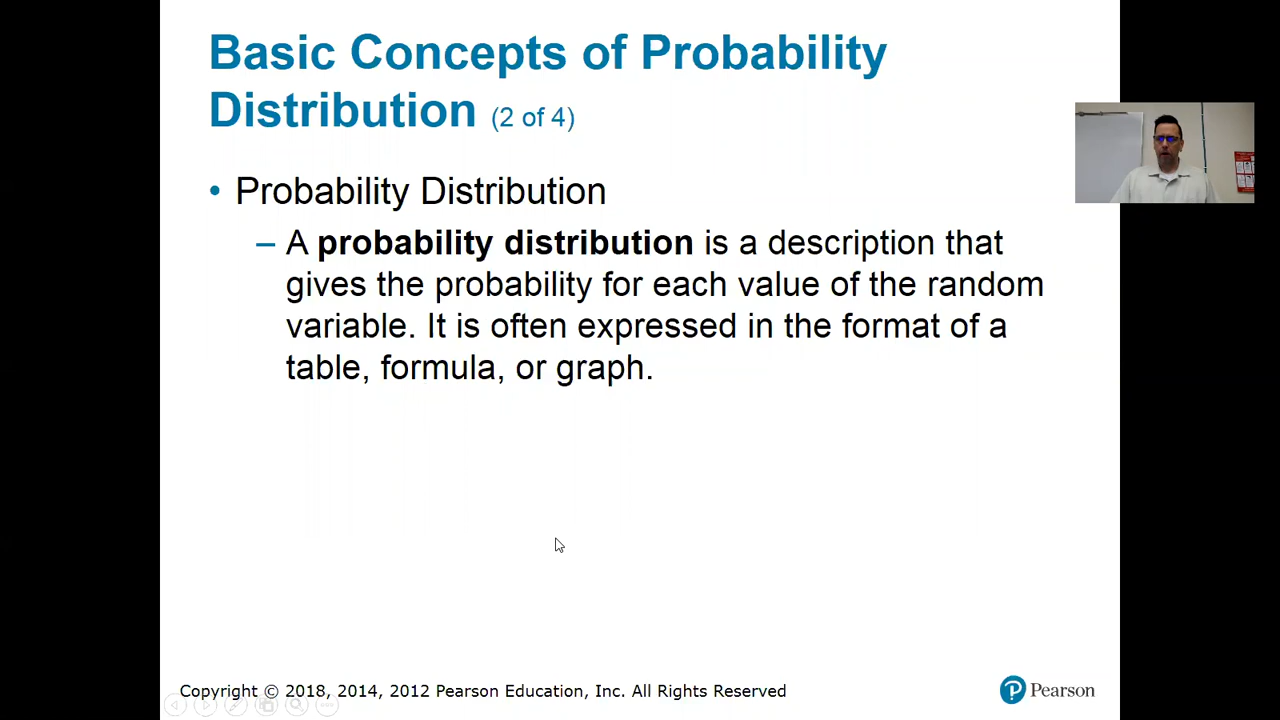 Basic Concepts of Probability
Distribution (2 of 4)
• Probability Distribution
– A probability distribution is a description that
gives the probability for each value of the random
variable. It is often expressed in the format of a
table, formula, or graph.
Copyright © 2018, 2014, 2012 Pearson Education, Inc. All Rights Reserved
P Pearson